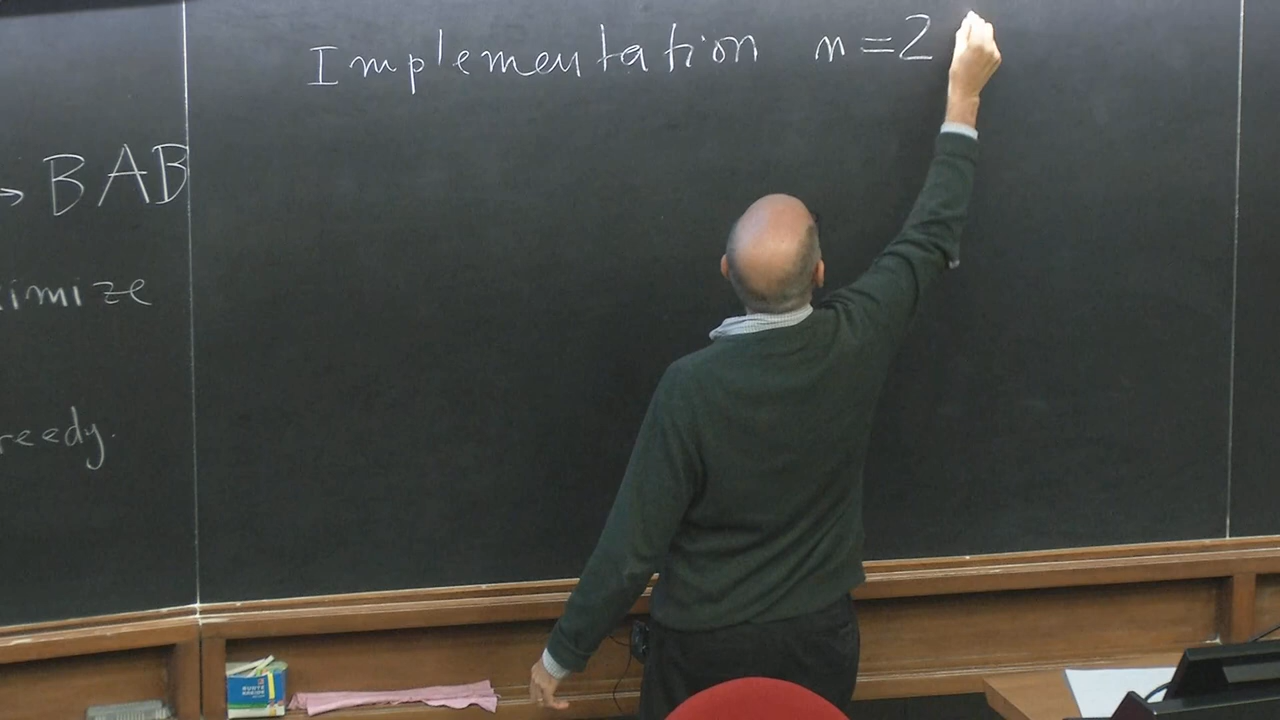 → BAB
imize
reedy.
Implementation n=2